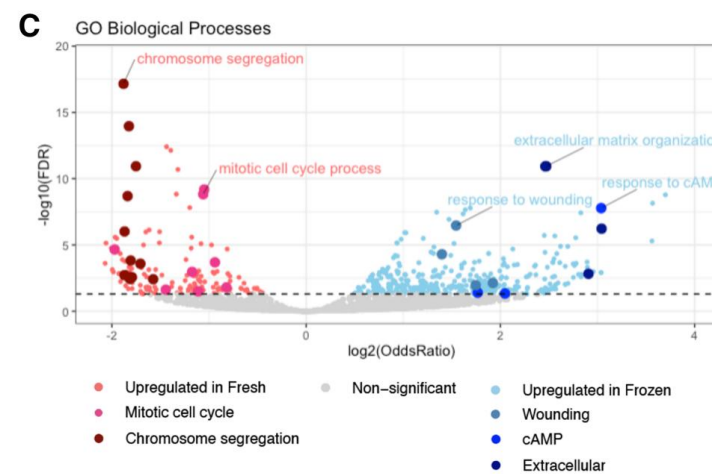 C
GO Biological Processes
chromosome segregation
mitotic cell cycle process
extracellular matrix organizatio
response to cAM
response to wounding
-log10(FDR)
20
15
10
5
0
-2
0
2
4
log2(OddsRatio)
Upregulated in Fresh
Mitotic cell cycle
Chromosome segregation
Non−significant
Upregulated in Frozen
Wounding
cAMP
Extracellular